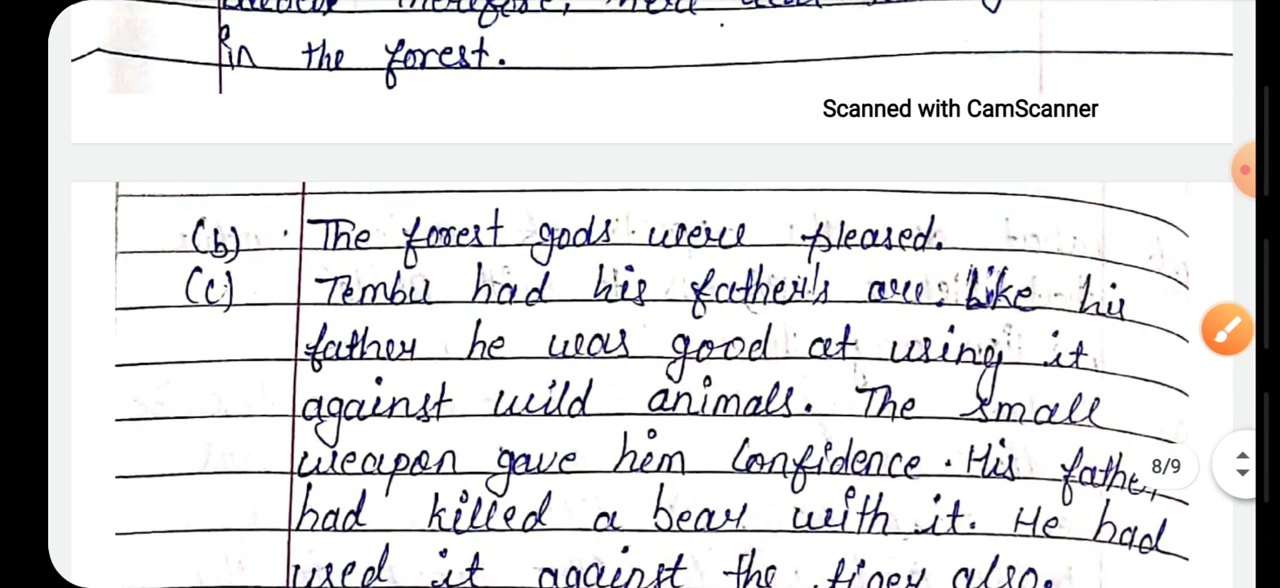 in the forest.
Scanned with CamScanner
(b) The forest gods were pleased.
(c) Tembu had his father's axe. Like his
father he was good at using it
against wild animals. The small
weapon gave him confidence. His father
had killed a bear with it. He had
used it against the tiger also.
8/9